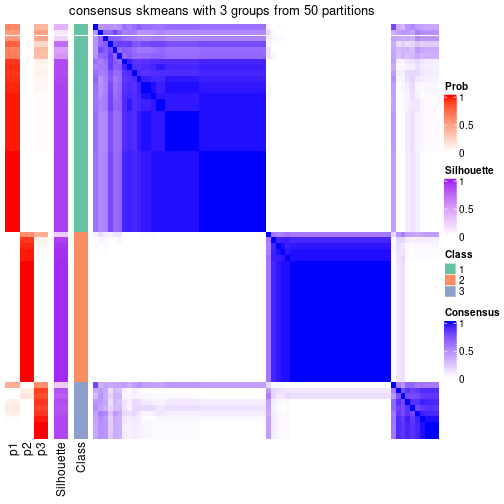 consensus skmeans with 3 groups from 50 partitions
Prob
1
0.5
0
Silhouette
1
0.5
0
Class
1
2
3
Consensus
1
0.5
0
p1
p2
p3
Silhouette
Class